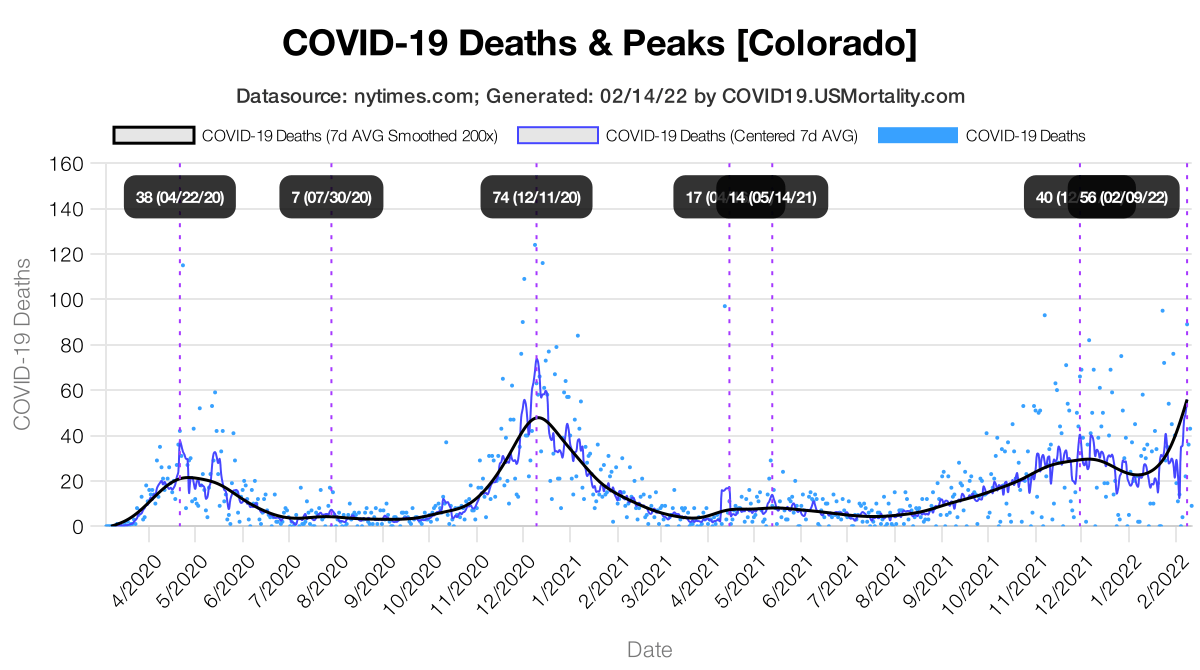 COVID-19 Deaths & Peaks [Colorado]
Datasource: nytimes.com; Generated: 02/14/22 by COVID19.USMortality.com
COVID-19 Deaths (7d AVG Smoothed 200x) COVID-19 Deaths (Centered 7d AVG) COVID-19 Deaths
160
38 (04/22/20) 7 (07/30/20) 74 (12/11/20) 17 (0 14 (05/14/21) 40 (1 56 (02/09/22)
140
120
100
80
60
40
20
0
COVID-19 Deaths
4/2020 5/2020 6/2020 7/2020 8/2020 9/2020 10/2020 11/2020 12/2020 1/2021 2/2021 3/2021 4/2021 5/2021 6/2021 7/2021 8/2021 9/2021 10/2021 11/2021 12/2021 1/2022 2/2022
Date